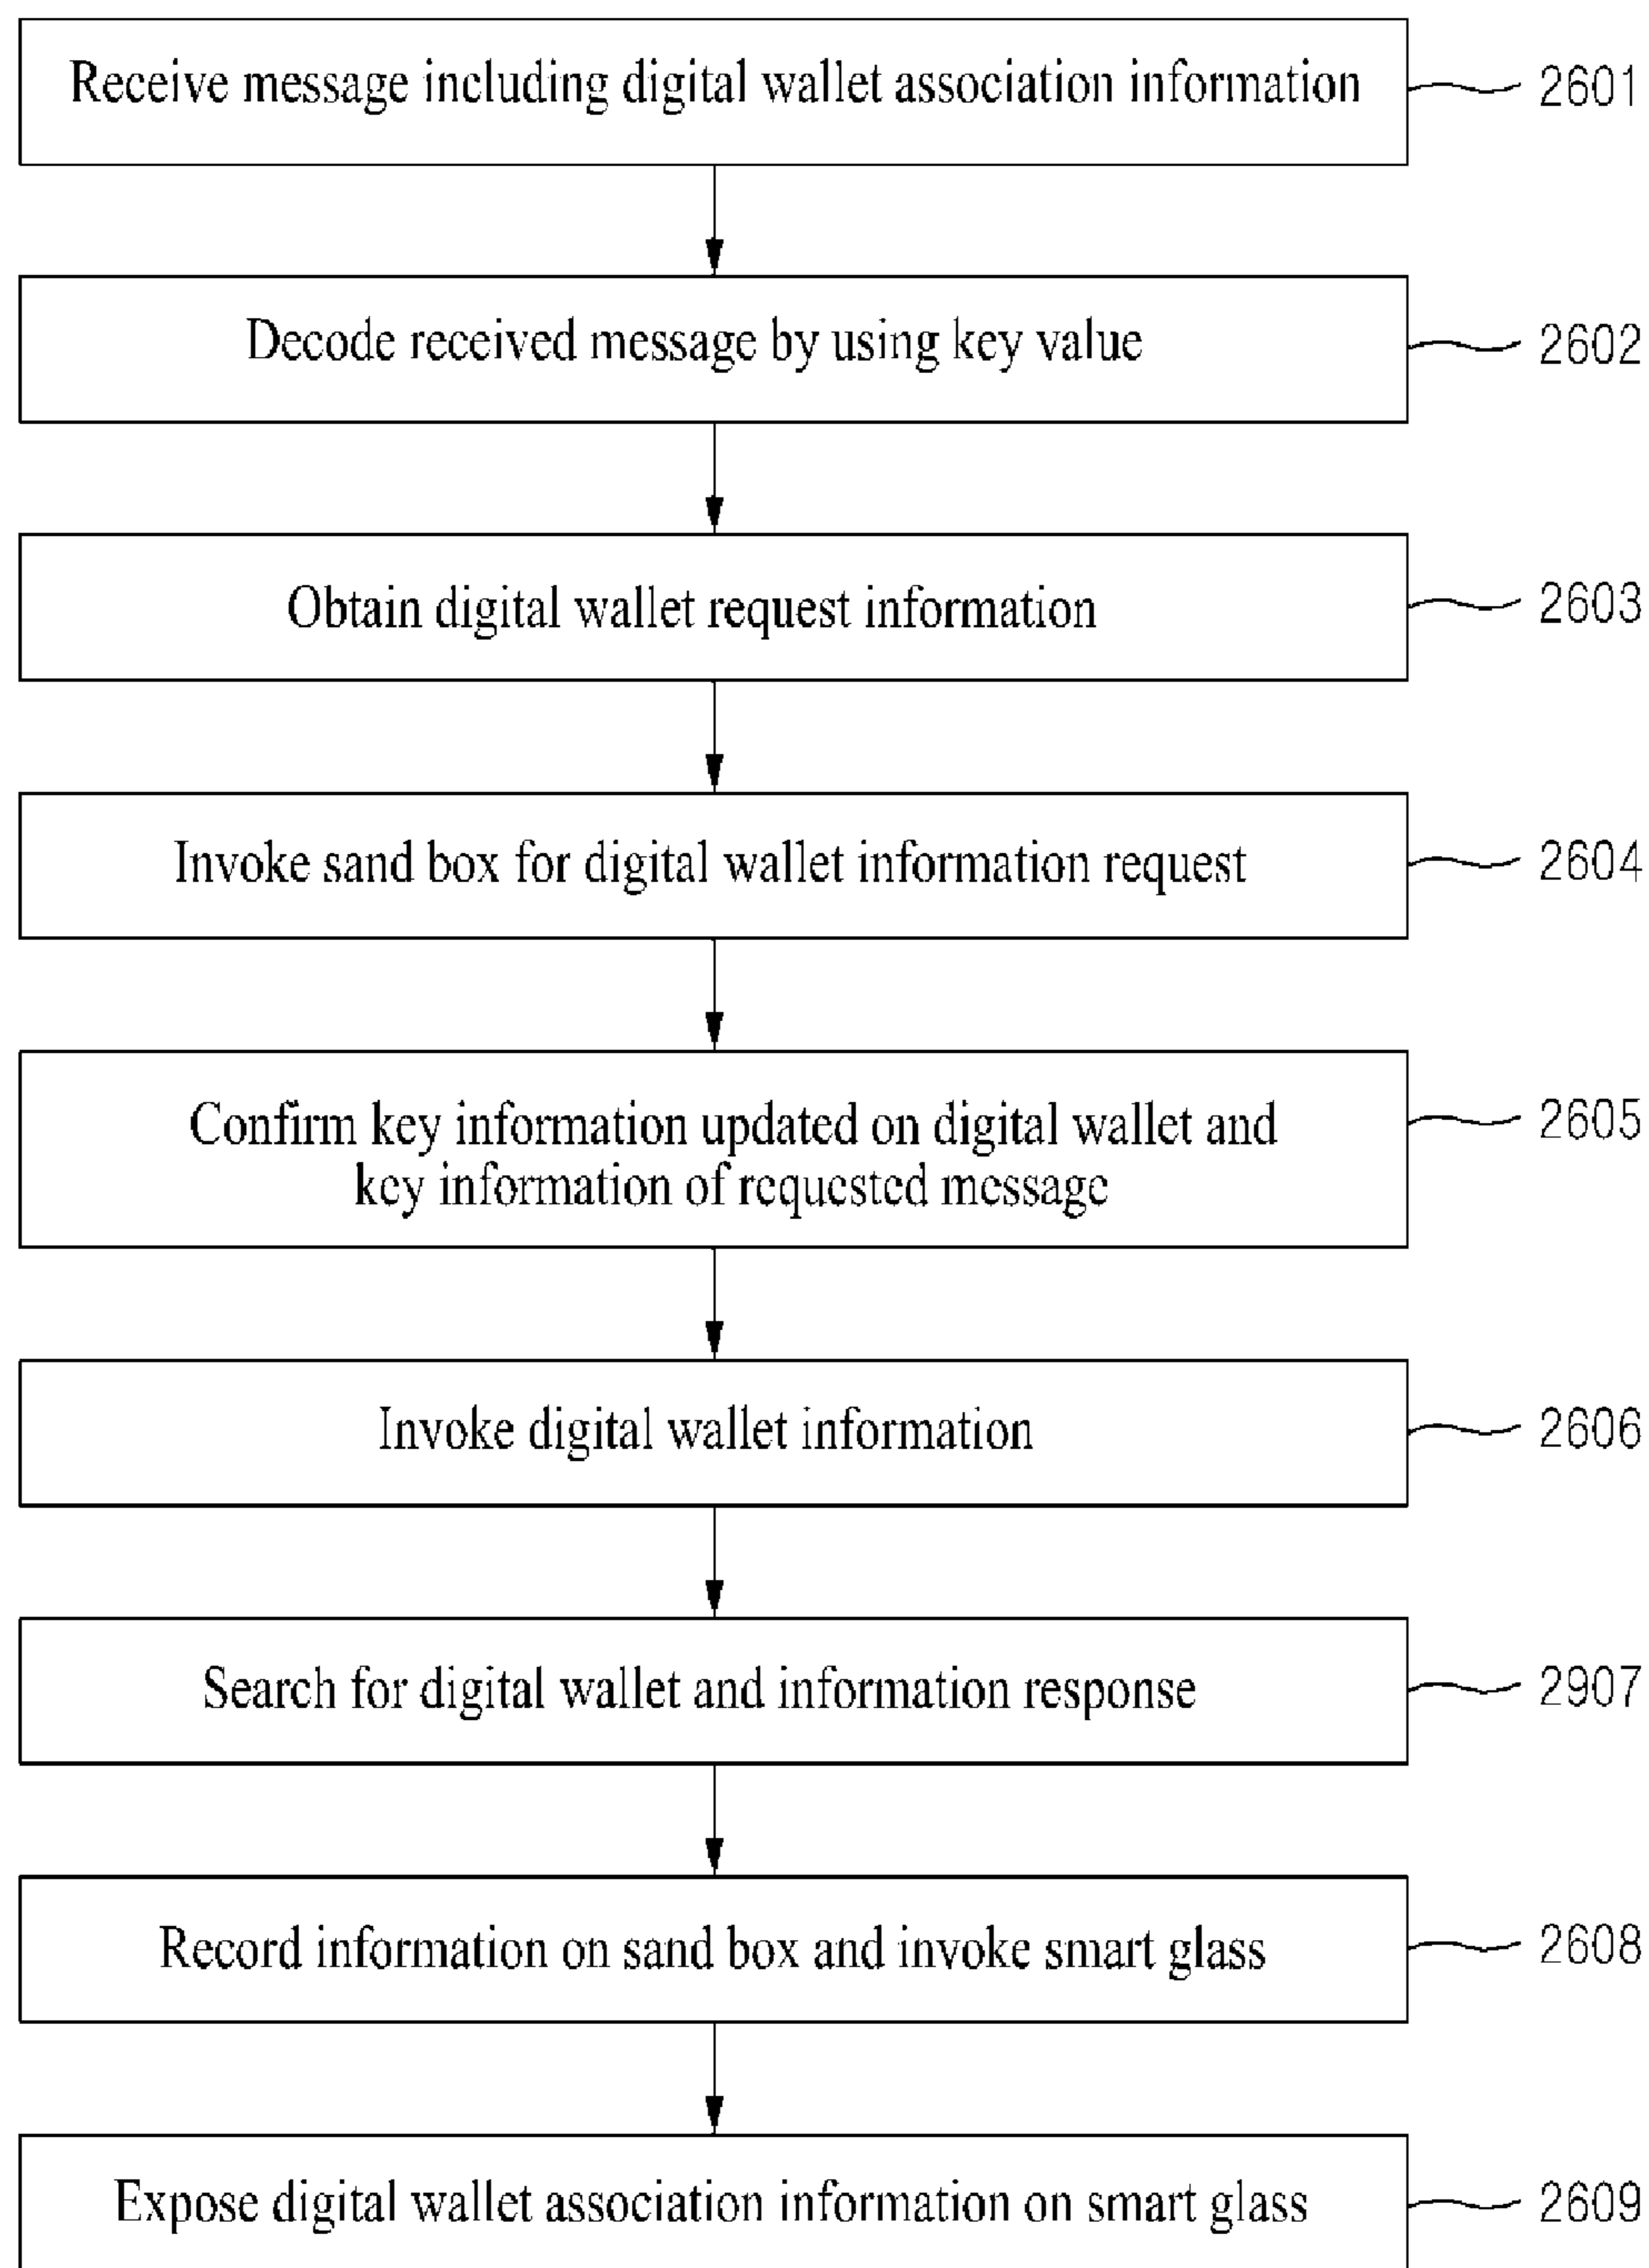 Receive message including digital wallet association information 2601
Decode received message by using key value 2602
Obtain digital wallet request information 2603
Invoke sand box for digital wallet information request 2604
Confirm key information updated on digital wallet and 2605
key information of requested message
Invoke digital wallet information 2606
Search for digital wallet and information response 2907
Record information on sand box and invoke smart glass 2608
Expose digital wallet association information on smart glass 2609